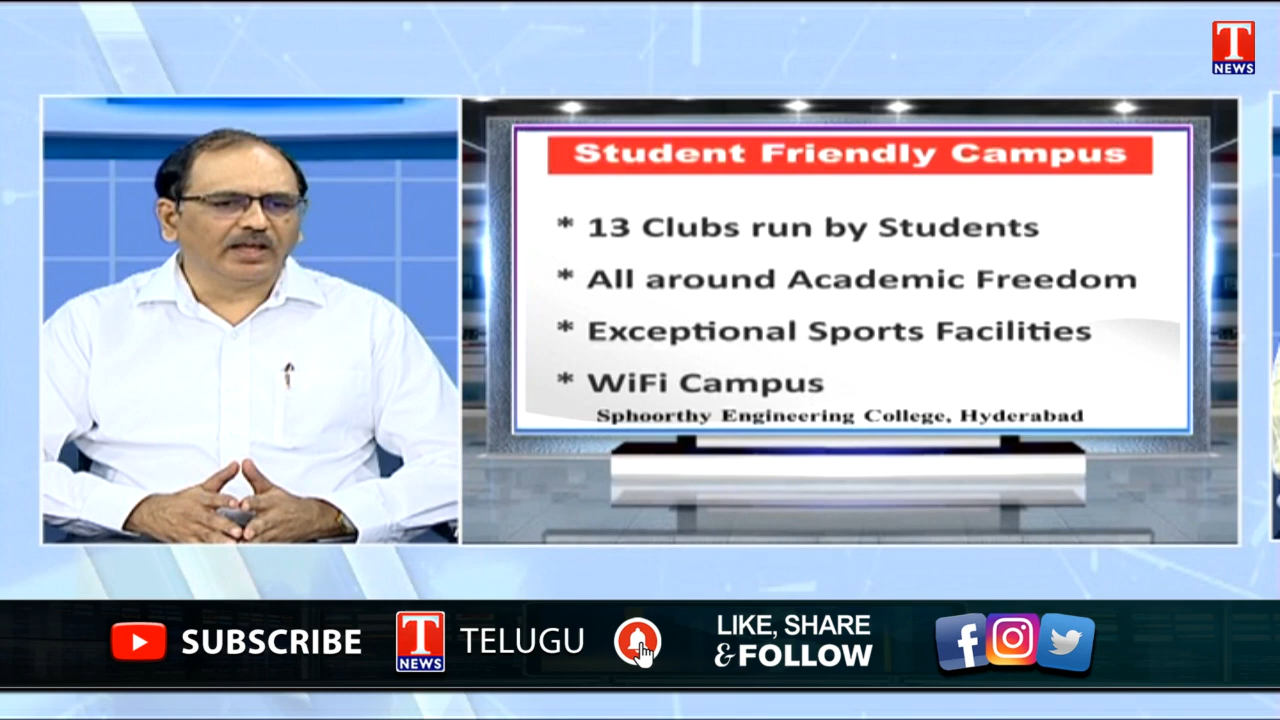 T
NEWS
Student Friendly Campus
* 13 Clubs run by Students
* All around Academic Freedom
* Exceptional Sports Facilities
* WiFi Campus
Sphoorthy Engineering College, Hyderabad
SUBSCRIBE
T
NEWS
TELUGU
LIKE, SHARE
& FOLLOW
f